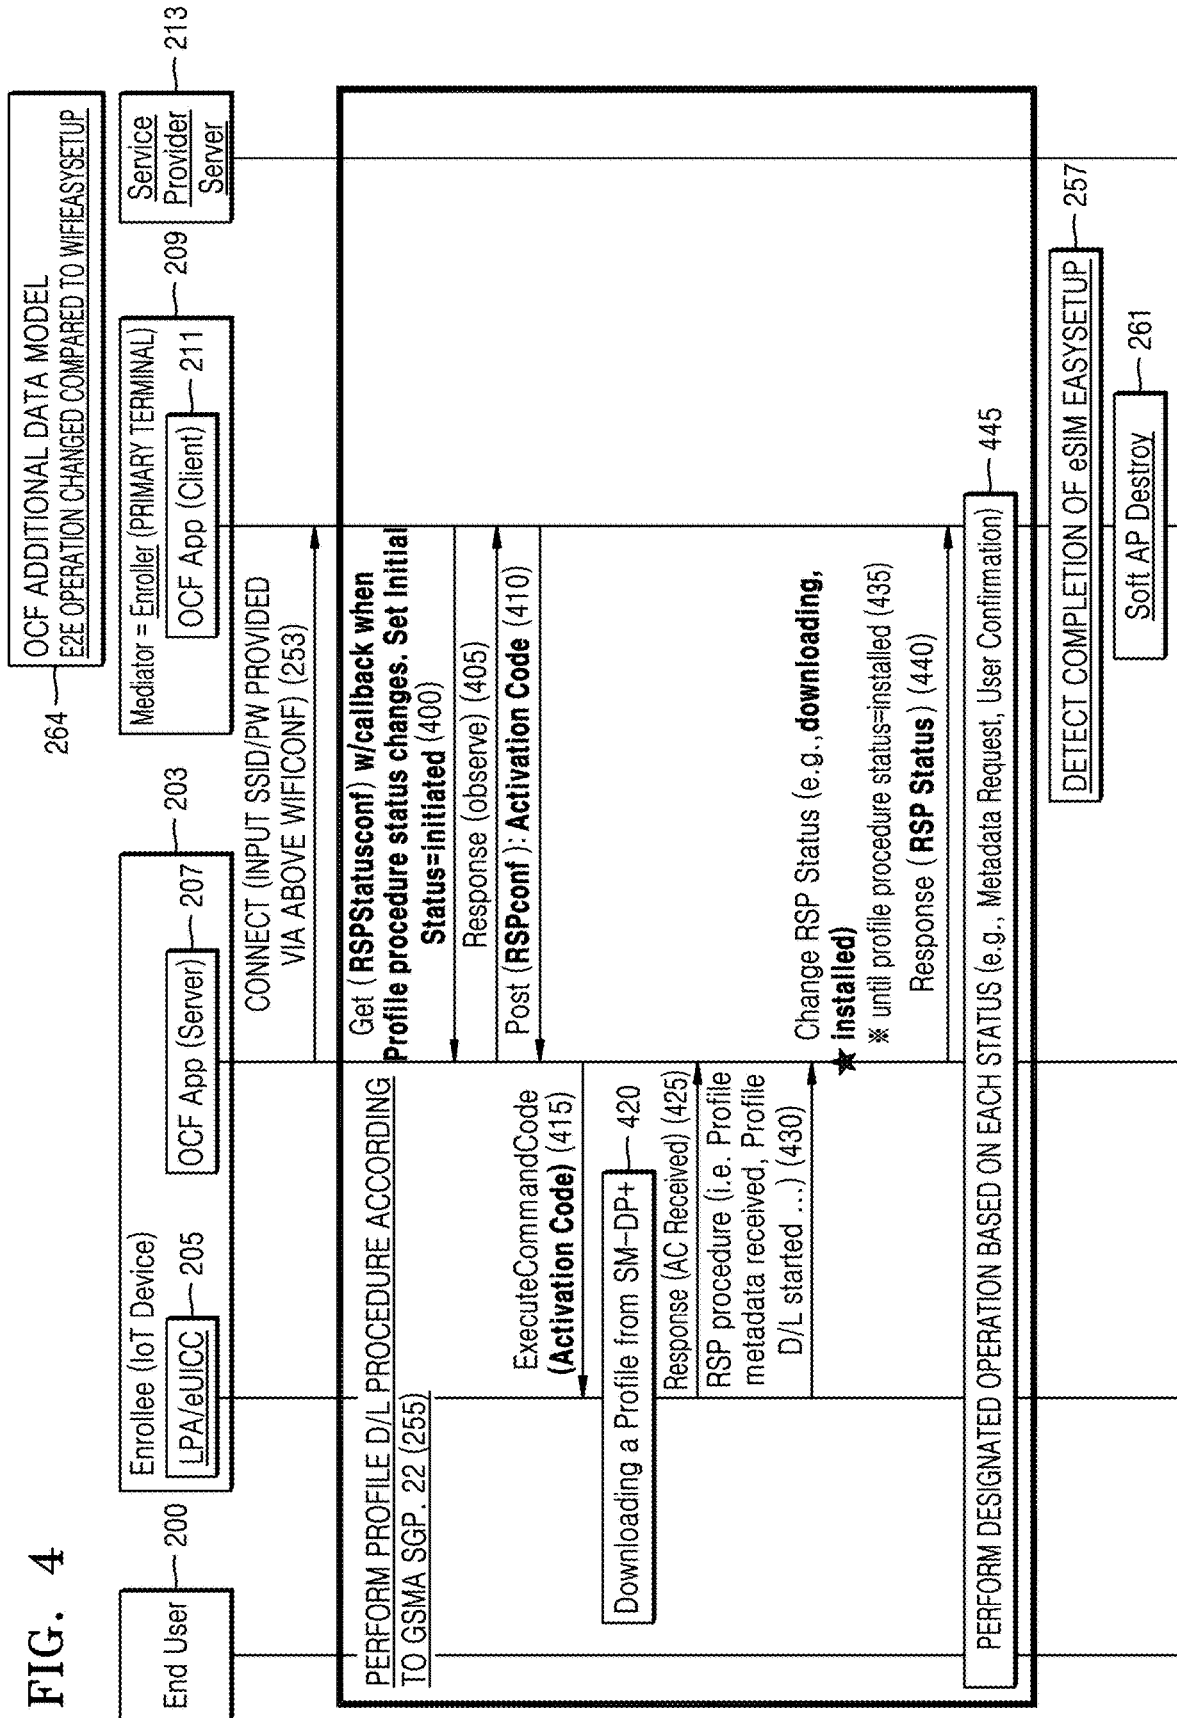 FIG. 4
264
OCF ADDITIONAL DATA MODEL
E2E OPERATION CHANGED COMPARED TO WIFIEASYSETUP
End User
200
Enrollee (IoT Device)
203
LPA/eUICC
205
OCF App (Server)
207
Mediator = Enroller (PRIMARY TERMINAL)
209
OCF App (Client)
211
Service
Provider
Server
213
CONNECT (INPUT SSID/PW PROVIDED
VIA ABOVE WIFICONF) (253)
PERFORM PROFILE D/L PROCEDURE ACCORDING
TO GSMA SGP. 22 (255)
Get (RSPStatusconf) w/callback when
Profile procedure status changes. Set Initial
Status=initiated (400)
Response (observe) (405)
Post (RSPconf): Activation Code (410)
ExecuteCommandCode
(Activation Code) (415)
Downloading a Profile from SM-DP+
420
Response (AC Received) (425)
RSP procedure (i.e. Profile
metadata received, Profile
D/L started ...) (430)
Change RSP Status (e.g., downloading,
★ installed)
※ until profile procedure status=installed (435)
Response (RSP Status) (440)
PERFORM DESIGNATED OPERATION BASED ON EACH STATUS (e.g., Metadata Request, User Confirmation)
445
DETECT COMPLETION OF eSIM EASYSETUP
257
Soft AP Destroy
261